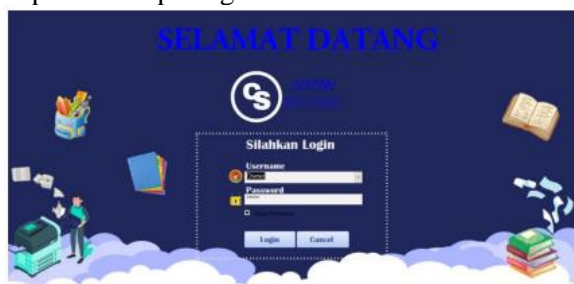 SELAMAT DATANG
CS
Silahkan Login
Username
Password
*****
Login
Cancel